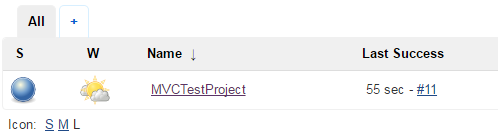 All +
S W Name ↓ Last Success
MVCTestProject 55 sec - #11
Icon: S M L